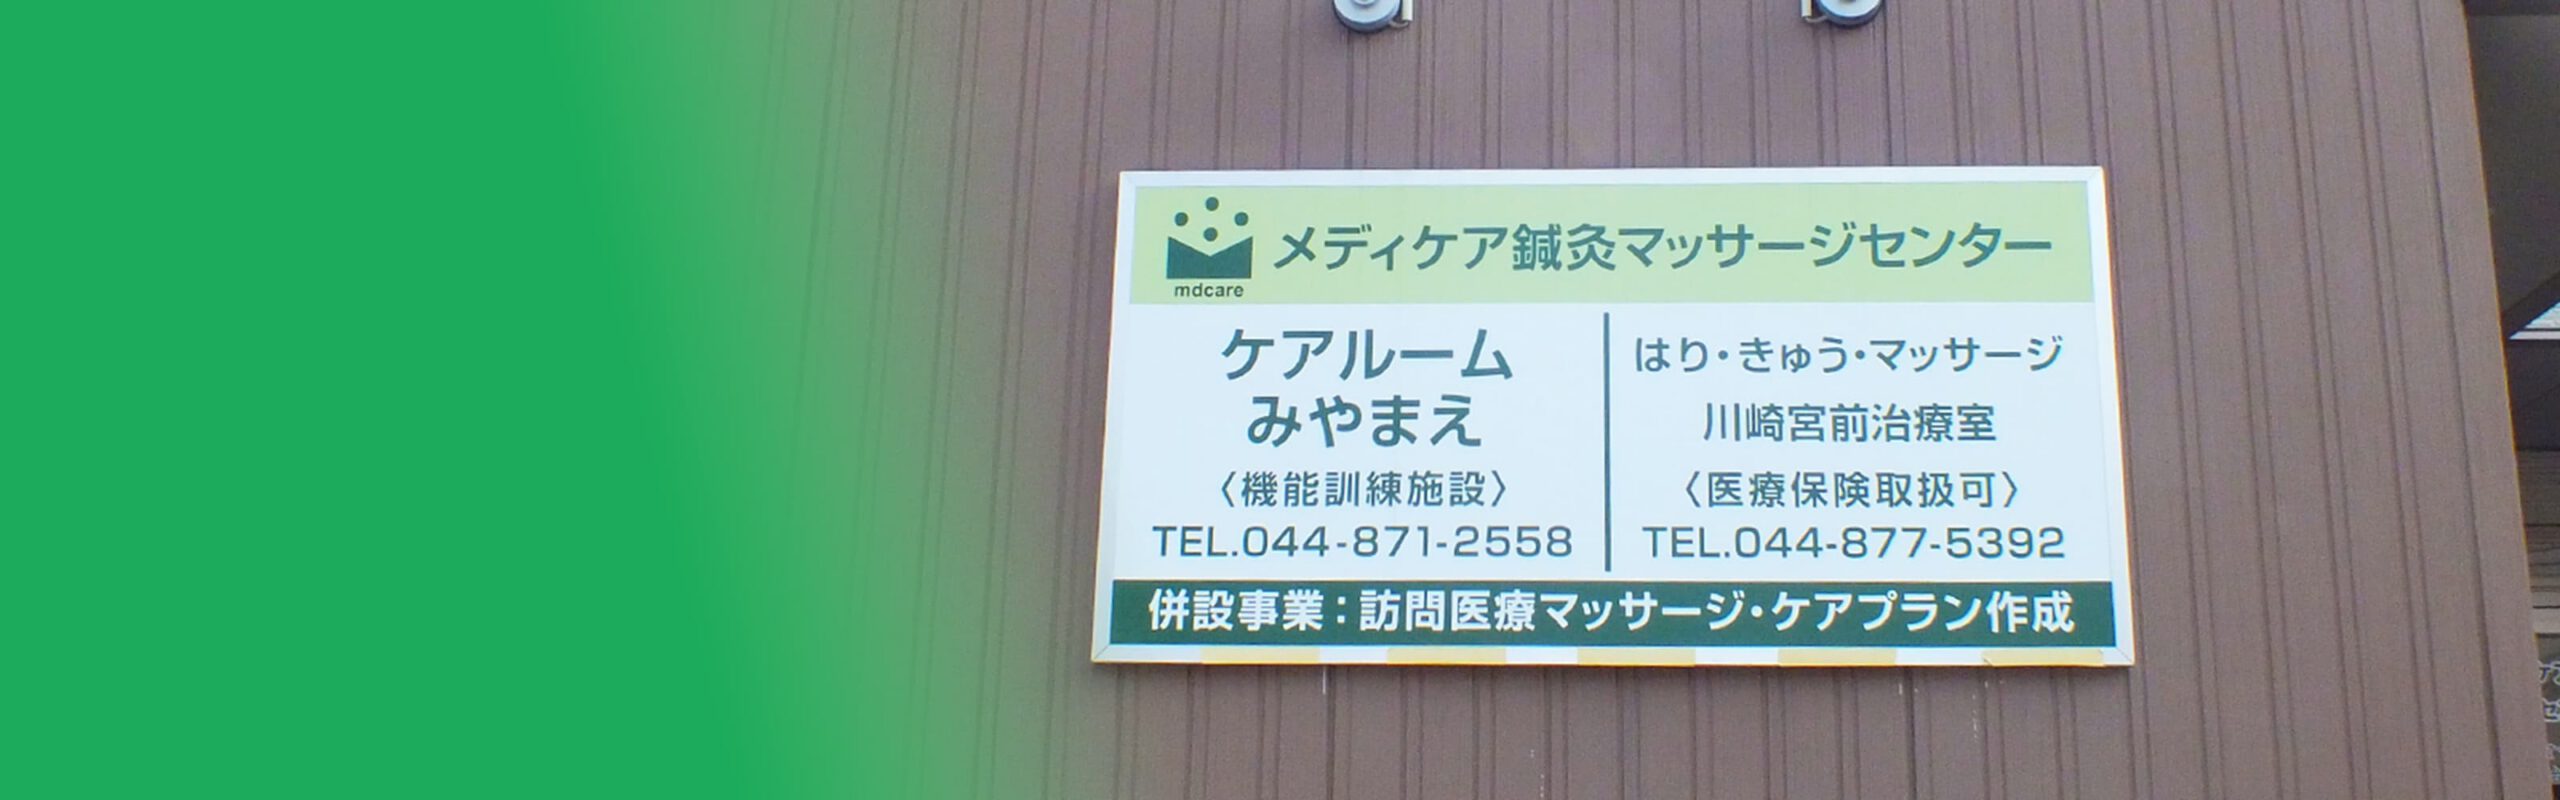 メディケア鍼灸マッサージセンター
mdcare
ケアルーム
みやまえ
〈機能訓練施設〉
TEL.044-871-2558
はり・きゅう・マッサージ
川崎宮前治療室
〈医療保険取扱可〉
TEL.044-877-5392
併設事業：訪問医療マッサージ・ケアプラン作成